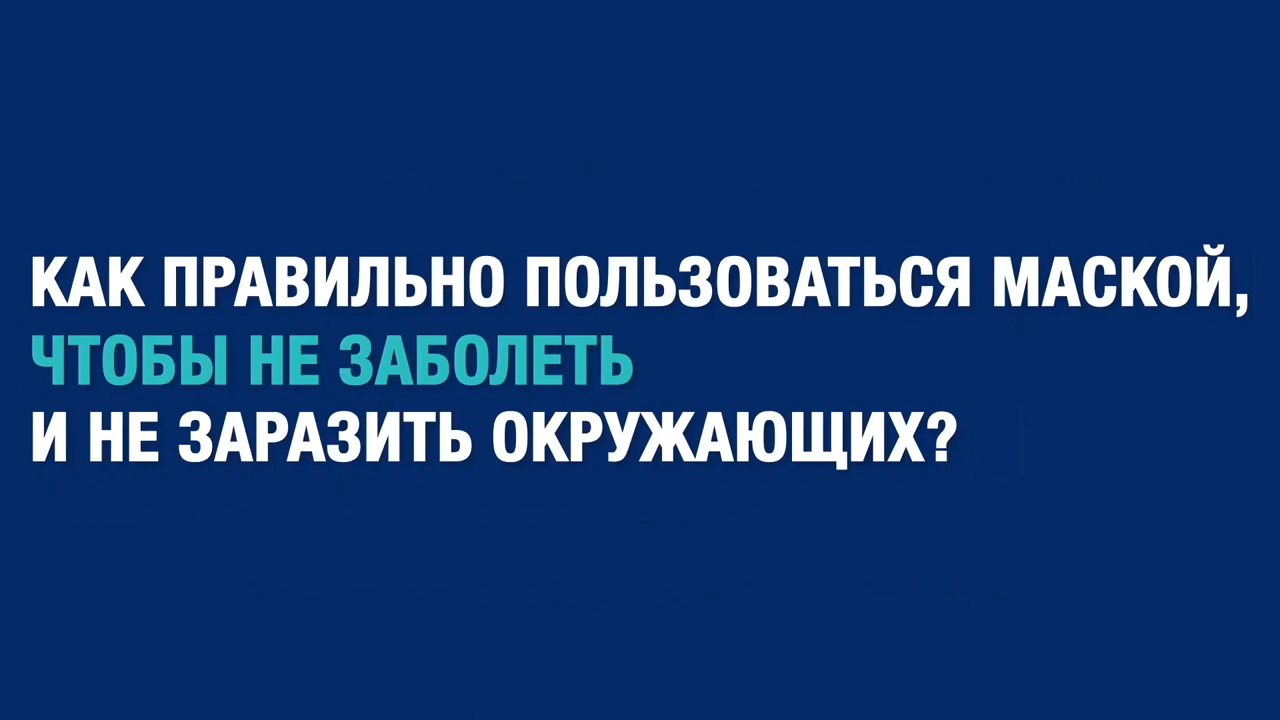 КАК ПРАВИЛЬНО ПОЛЬЗОВАТЬСЯ МАСКОЙ,
ЧТОБЫ НЕ ЗАБОЛЕТЬ
И НЕ ЗАРАЗИТЬ ОКРУЖАЮЩИХ?